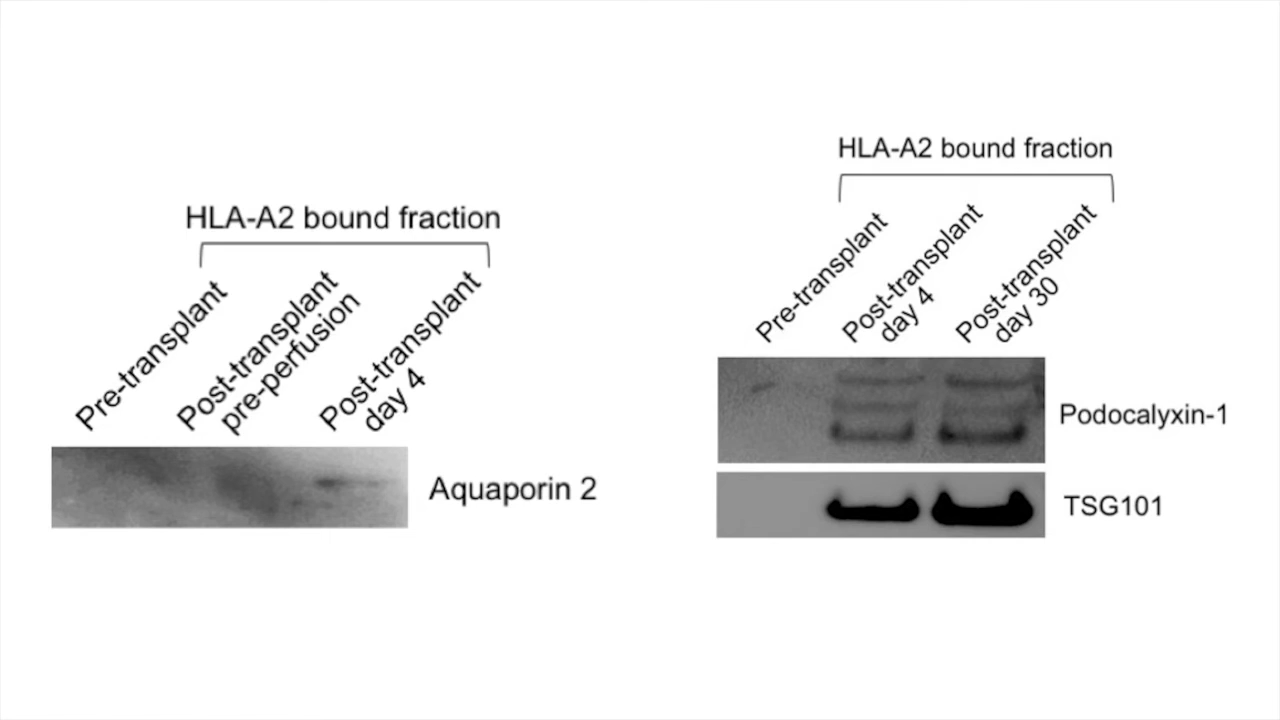 HLA-A2 bound fraction
Pre-transplant
Post-transplant
pre-perfusion
Post-transplant
day 4
Aquaporin 2
HLA-A2 bound fraction
Pre-transplant
Post-transplant
day 4
Post-transplant
day 30
Podocalyxin-1
TSG101